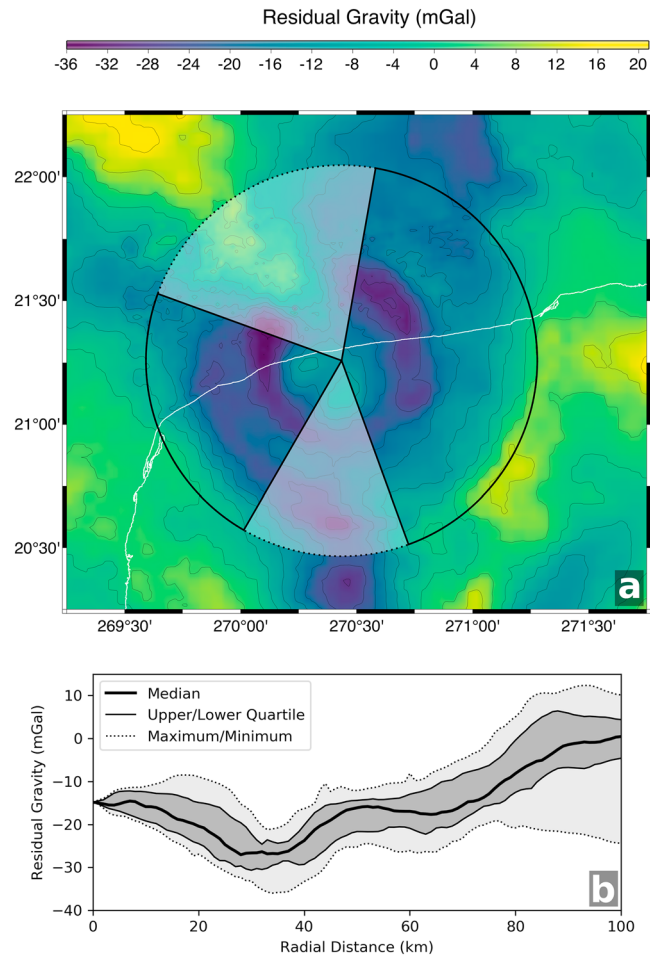 Residual Gravity (mGal)
-36 -32 -28 -24 -20 -16 -12 -8 -4 0 4 8 12 16 20
22°00'
21°30'
21°00'
20°30'
a
269°30' 270°00' 270°30' 271°00' 271°30'
Median
Upper/Lower Quartile
Maximum/Minimum
10
0
−10
−20
−30
−40
Residual Gravity (mGal)
b
0 20 40 60 80 100
Radial Distance (km)